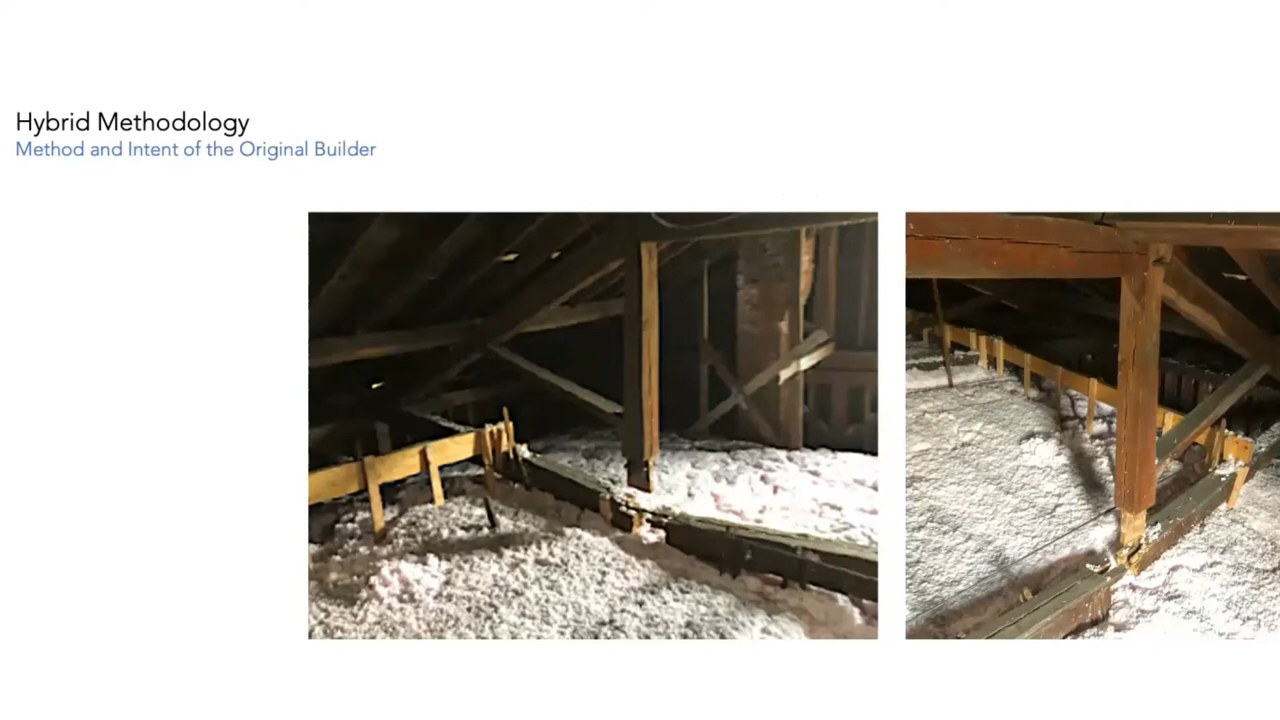 Hybrid Methodology
Method and Intent of the Original Builder